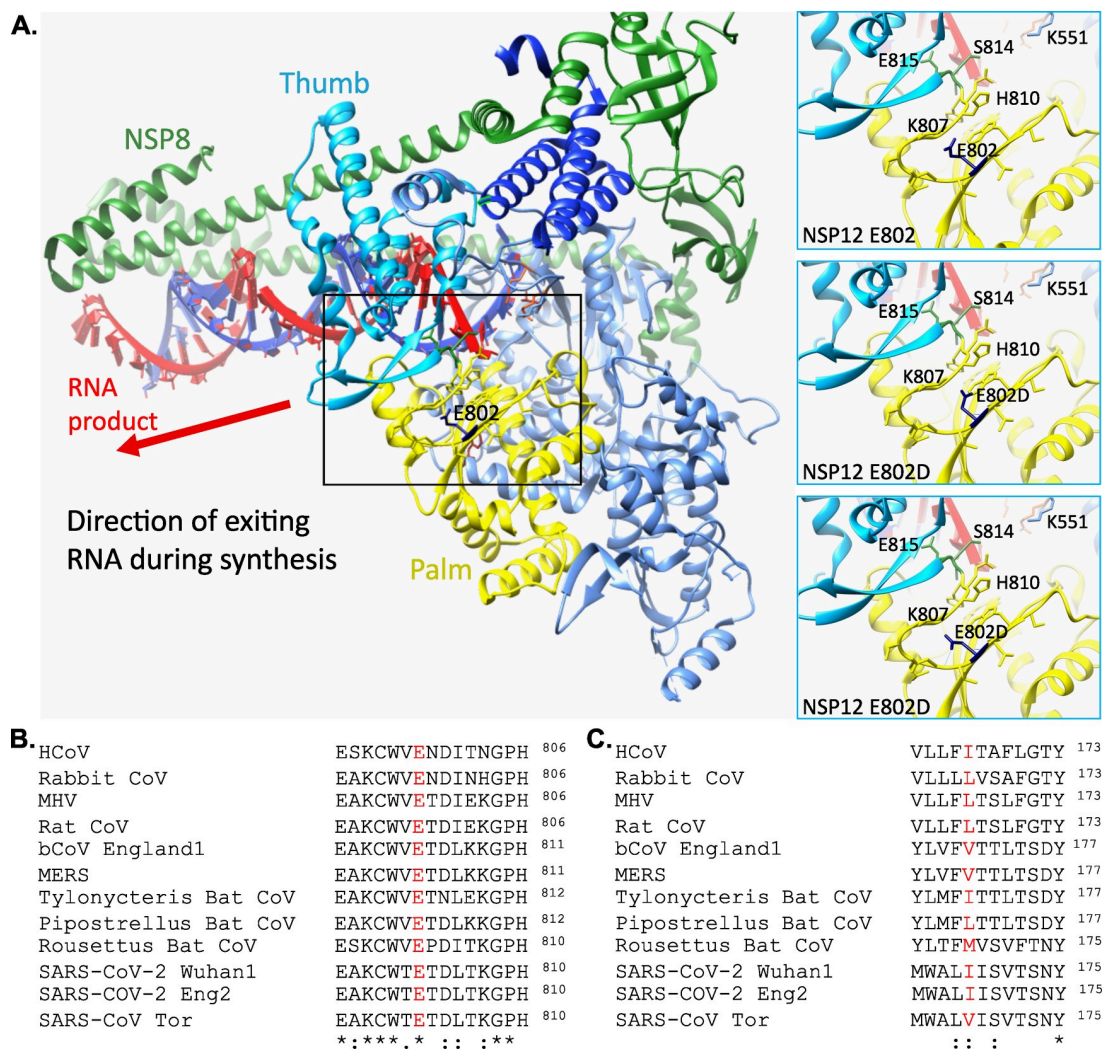 A.
Thumb
NSP8
RNA
product
E802
Direction of exiting
RNA during synthesis
Palm
K551
S814
E815
H810
K807
E802
NSP12 E802
K551
S814
E815
H810
K807
E802D
NSP12 E802D
K551
S814
E815
H810
K807
E802D
NSP12 E802D
B.
HCoV ESKCWVENDITNGPH 806
Rabbit CoV EAKCWVENDINHGPH 806
MHV EAKCWVETDIEKGPH 806
Rat CoV EAKCWVETDIEKGPH 806
bCoV England1 EAKCWVETDLKKGPH 811
MERS EAKCWVETDLKKGPH 811
Tylonycteris Bat CoV EAKCWVETNLEKGPH 812
Pipostrellus Bat CoV EAKCWVETDLKKGPH 812
Rousettus Bat CoV ESKCWVEPDITKGPH 810
SARS-CoV-2 Wuhan1 EAKCWTETDLTKGPH 810
SARS-COV-2 Eng2 EAKCWTETDLTKGPH 810
SARS-CoV Tor EAKCWTETDLTKGPH 810
*:***.* :: :***
C.
HCoV VLLFITAFLGTY 173
Rabbit CoV VLLLLVSAFGTY 173
MHV VLLFLTSLFGTY 173
Rat CoV VLLFLTSLFGTY 173
bCoV England1 YLVFVTTLTSDY 177
MERS YLVFVTTLTSDY 177
Tylonycteris Bat CoV YLMFITTLTSDY 177
Pipostrellus Bat CoV YLMFLTTLTSDY 177
Rousettus Bat CoV YLTFMVSVFTNY 175
SARS-CoV-2 Wuhan1 MWALIISVTSNY 175
SARS-COV-2 Eng2 MWALIISVTSNY 175
SARS-CoV Tor MWALVISVTSNY 175
:: : *